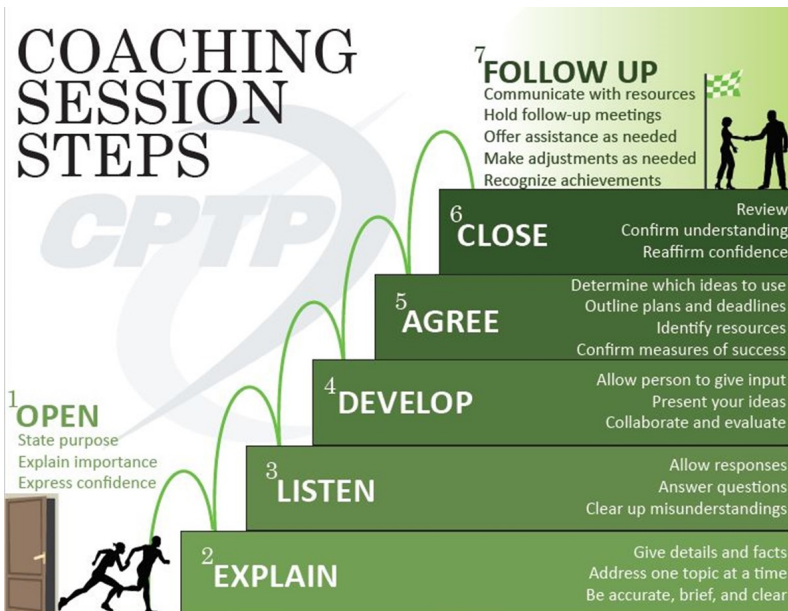 COACHING
SESSION
STEPS
CPTP
1
OPEN
State purpose
Explain importance
Express confidence
2
EXPLAIN
Give details and facts
Address one topic at a time
Be accurate, brief, and clear
3
LISTEN
Allow responses
Answer questions
Clear up misunderstandings
4
DEVELOP
Allow person to give input
Present your ideas
Collaborate and evaluate
5
AGREE
Determine which ideas to use
Outline plans and deadlines
Identify resources
Confirm measures of success
6
CLOSE
Review
Confirm understanding
Reaffirm confidence
7
FOLLOW UP
Communicate with resources
Hold follow-up meetings
Offer assistance as needed
Make adjustments as needed
Recognize achievements